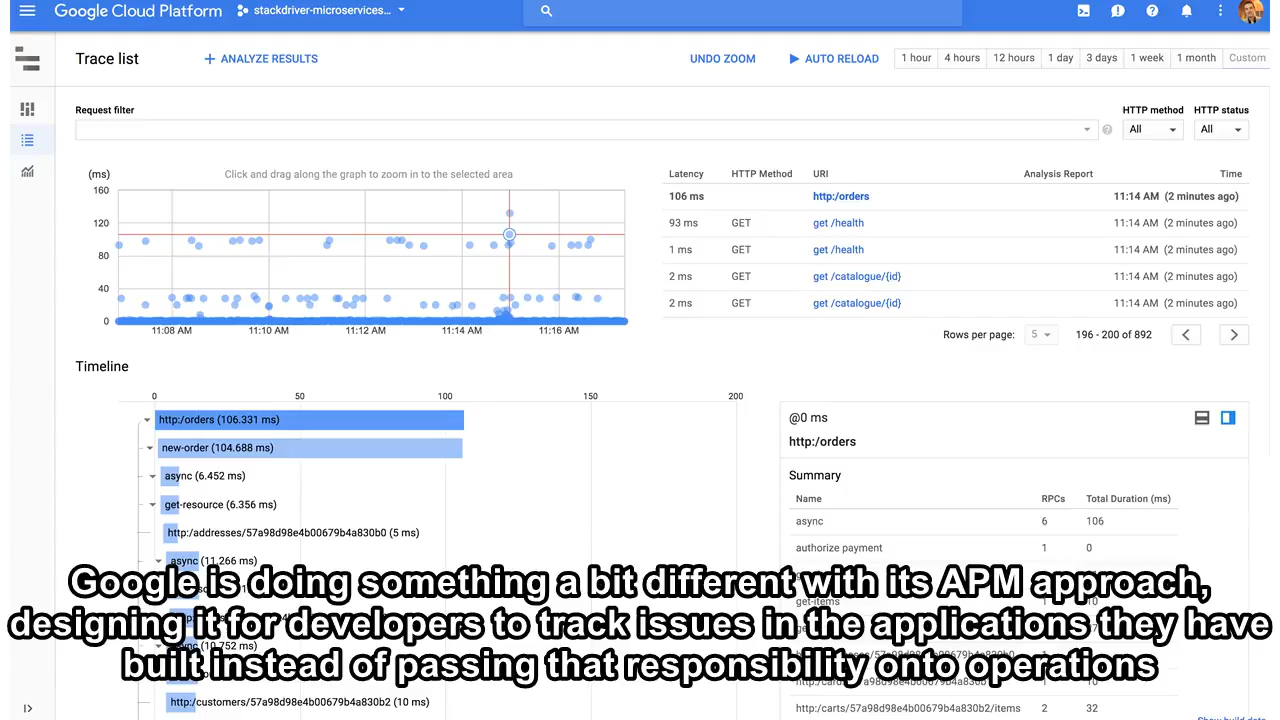 Google Cloud Platform
stackdriver-microservices...
Trace list
ANALYZE RESULTS
UNDO ZOOM
AUTO RELOAD
1 hour
4 hours
12 hours
1 day
3 days
1 week
1 month
Custom
Request filter
HTTP method
HTTP status
All
All
(ms)
Click and drag along the graph to zoom in to the selected area
160
120
80
40
0
11:08 AM
11:10 AM
11:12 AM
11:14 AM
11:16 AM
Latency HTTP Method URI Analysis Report Time
106 ms http:/orders 11:14 AM (2 minutes ago)
93 ms GET get /health 11:14 AM (2 minutes ago)
1 ms GET get /health 11:14 AM (2 minutes ago)
2 ms GET get /catalogue/{id} 11:14 AM (2 minutes ago)
2 ms GET get /catalogue/{id} 11:14 AM (2 minutes ago)
Rows per page: 5 196 - 200 of 892
Timeline
0 50 100 150 200
http:/orders (106.331 ms)
new-order (104.688 ms)
async (6.452 ms)
get-resource (6.356 ms)
http:/addresses/57a98d98e4b00679b4a830b0 (5 ms)
async (11.266 ms)
async (10.752 ms)
http:/customers/57a98d98e4b00679b4a830b2 (10 ms)
@0 ms
http:/orders
Summary
Name RPCs Total Duration (ms)
async 6 106
authorize payment 1 0
get-items 1 10
http:/carts/57a98d98e4b00679b4a830b2/items 2 32
Google is doing something a bit different with its APM approach,
designing it for developers to track issues in the applications they have
built instead of passing that responsibility onto operations